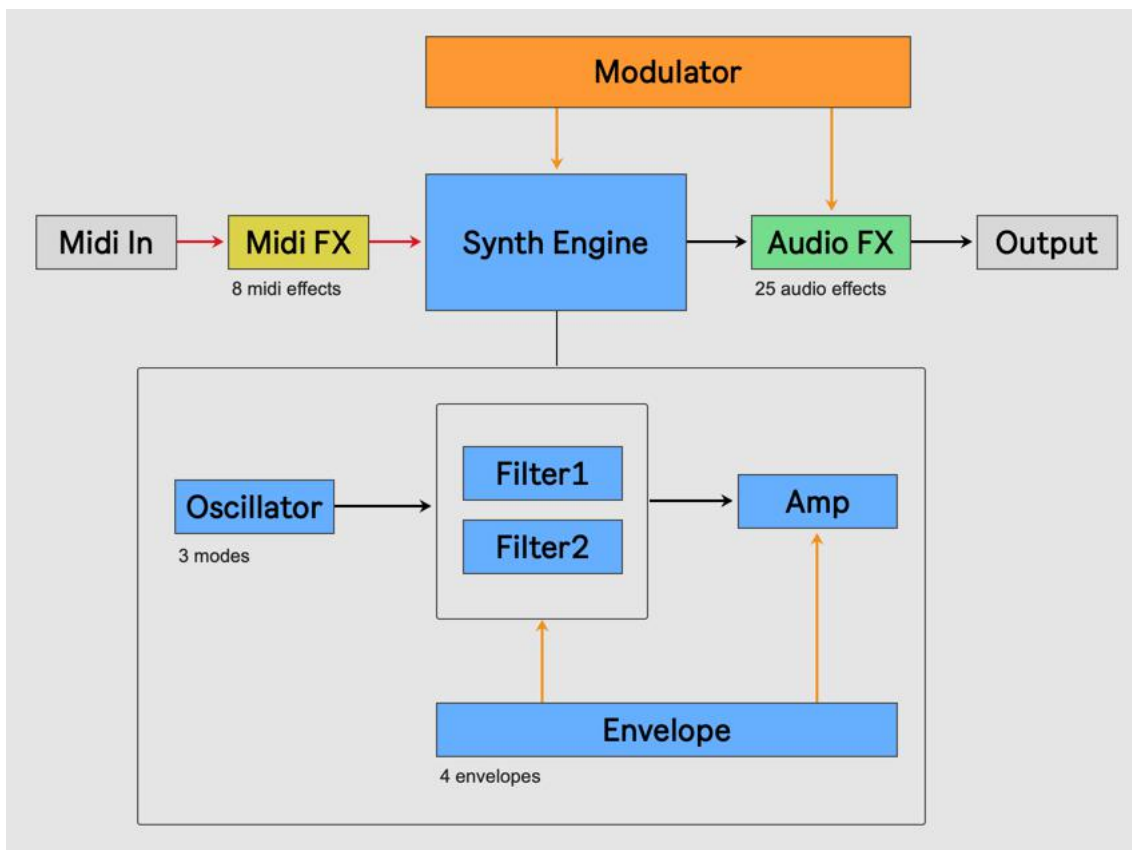 Modulator
Midi In
Midi FX
Synth Engine
Audio FX
Output
8 midi effects
25 audio effects
Filter1
Oscillator
Amp
Filter2
3 modes
Envelope
4 envelopes